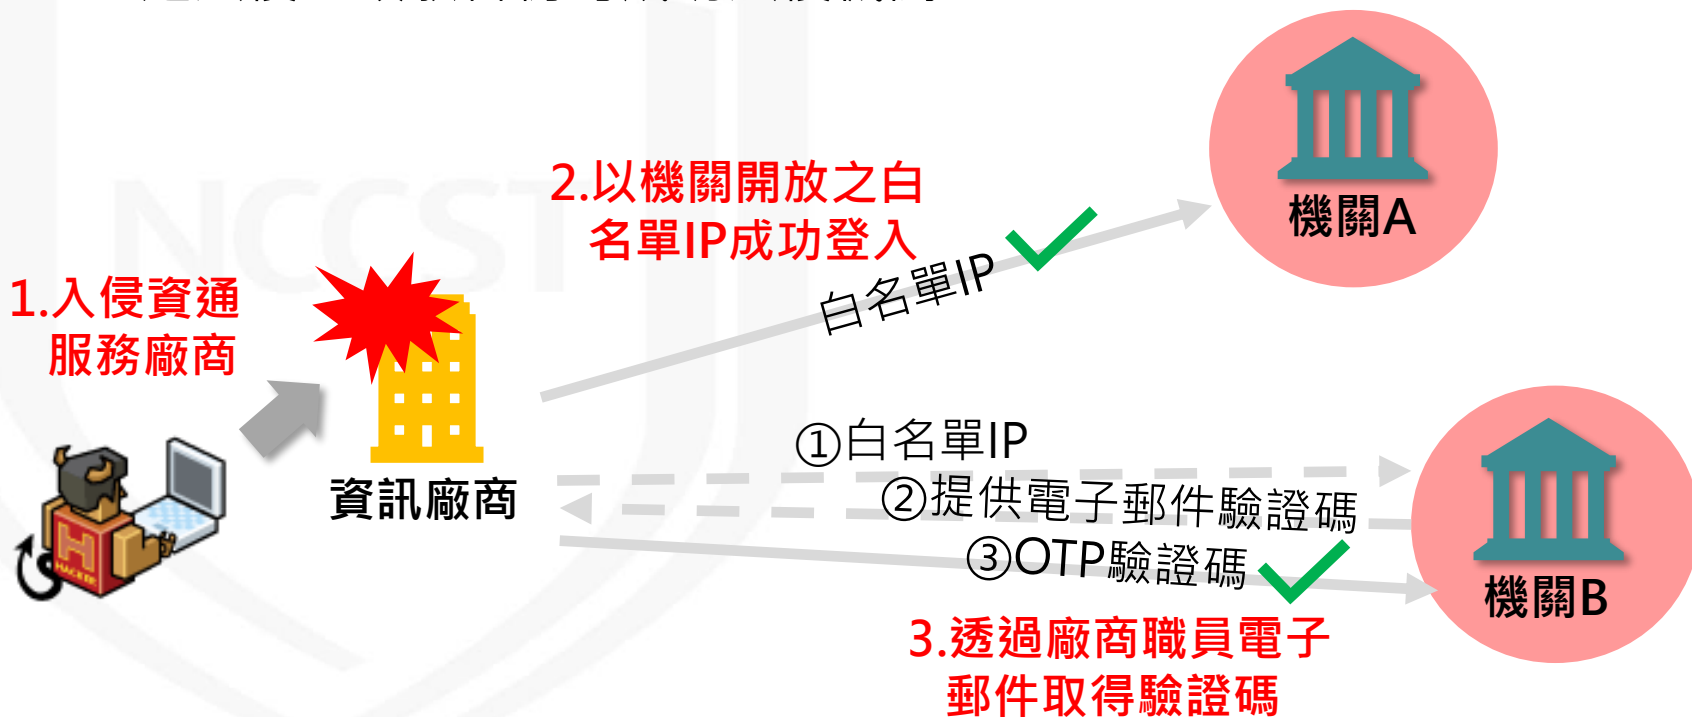 NCCST
2.以機關開放之白
名單IP成功登入
機關A
白名單IP
1.入侵資通
服務廠商
資訊廠商
①白名單IP
②提供電子郵件驗證碼
③OTP驗證碼
機關B
3.透過廠商職員電子
郵件取得驗證碼
H
HACKER